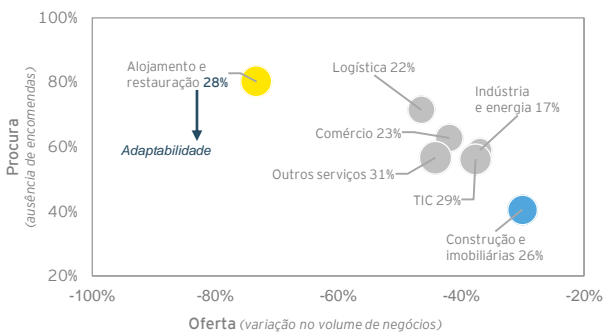 100%
80%
60%
40%
20%
Procura
(ausência de encomendas)
Alojamento e
restauração 28%
Adaptabilidade
Logística 22%
Indústria
e energia 17%
Comércio 23%
Outros serviços 31%
TIC 29%
Construção e
imobiliárias 26%
-100%
-80%
-60%
-40%
-20%
Oferta (variação no volume de negócios)